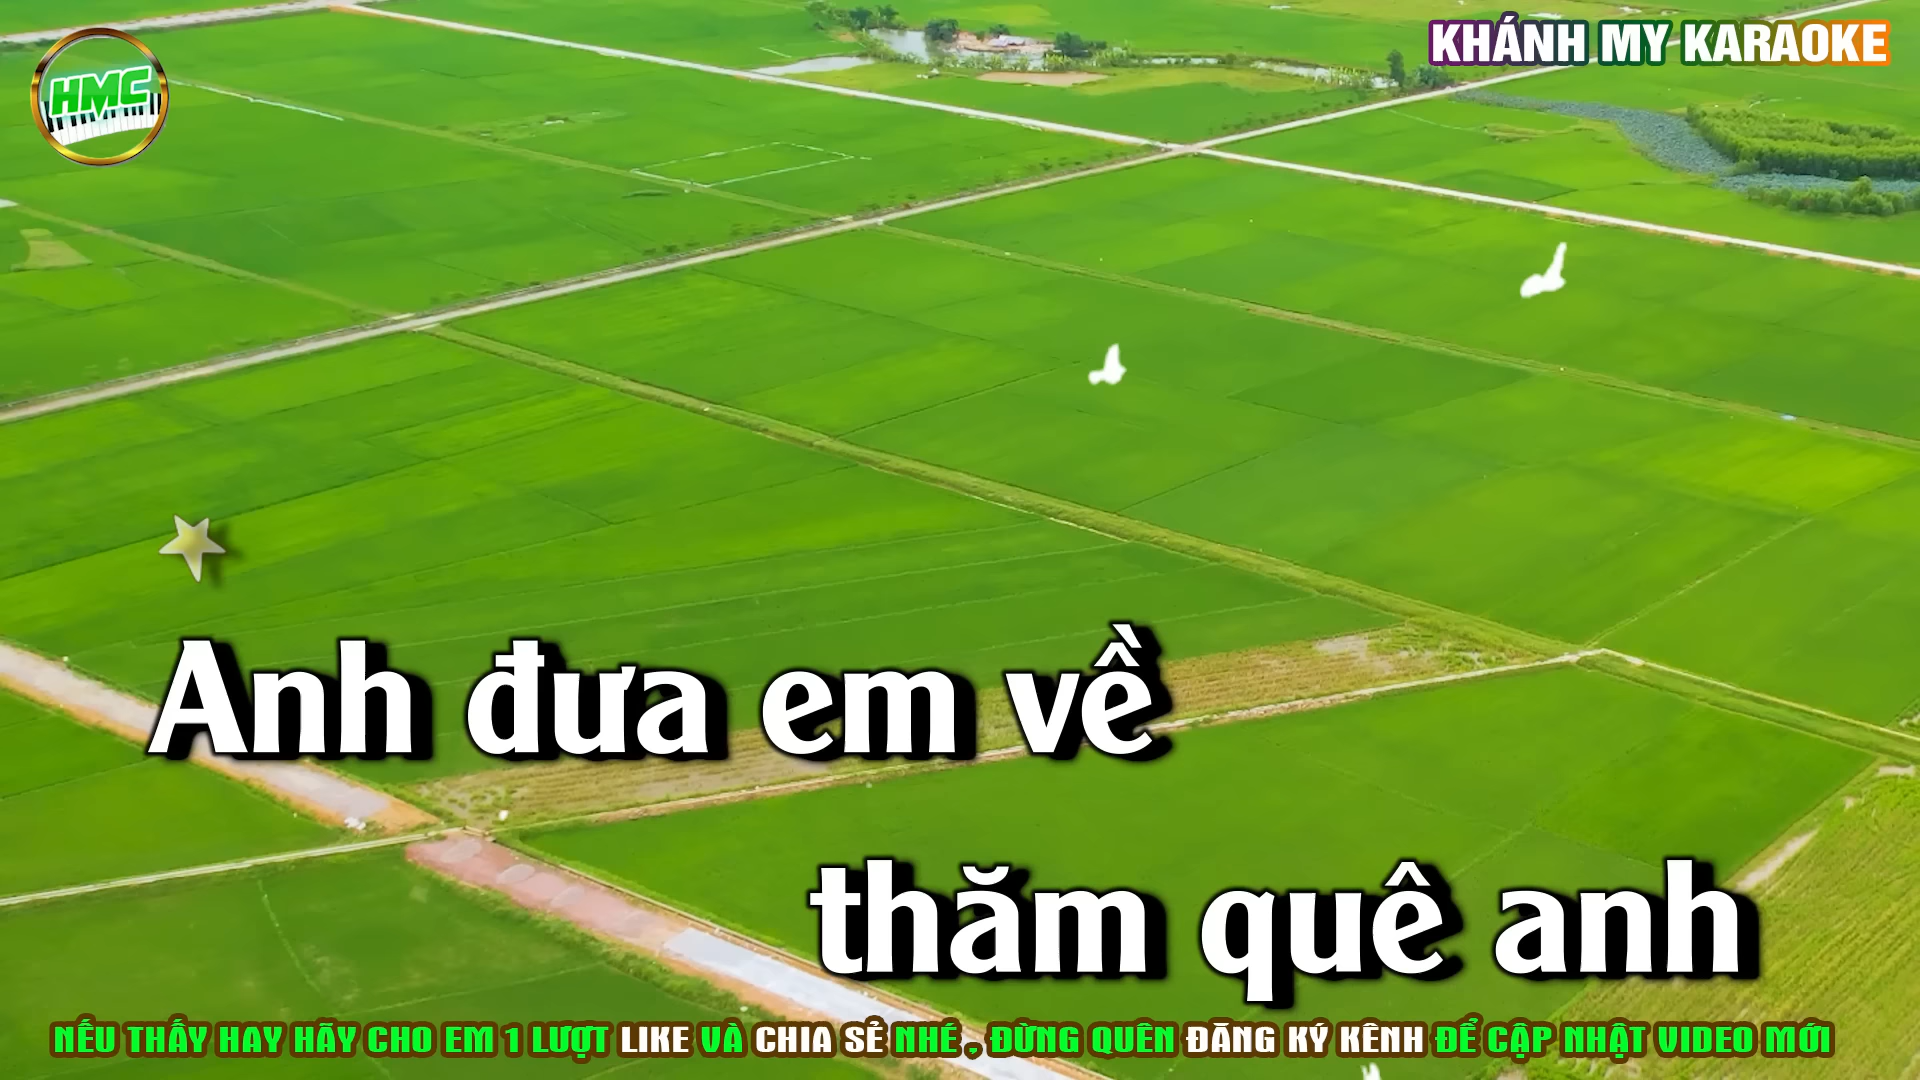 HMC
KHÁNH MY KARAOKE
Anh đưa em về
thăm quê anh
NẾU THẤY HAY HÃY CHO EM 1 LƯỢT LIKE VÀ CHIA SẺ NHÉ , ĐỪNG QUÊN ĐĂNG KÝ KÊNH ĐỂ CẬP NHẬT VIDEO MỚI